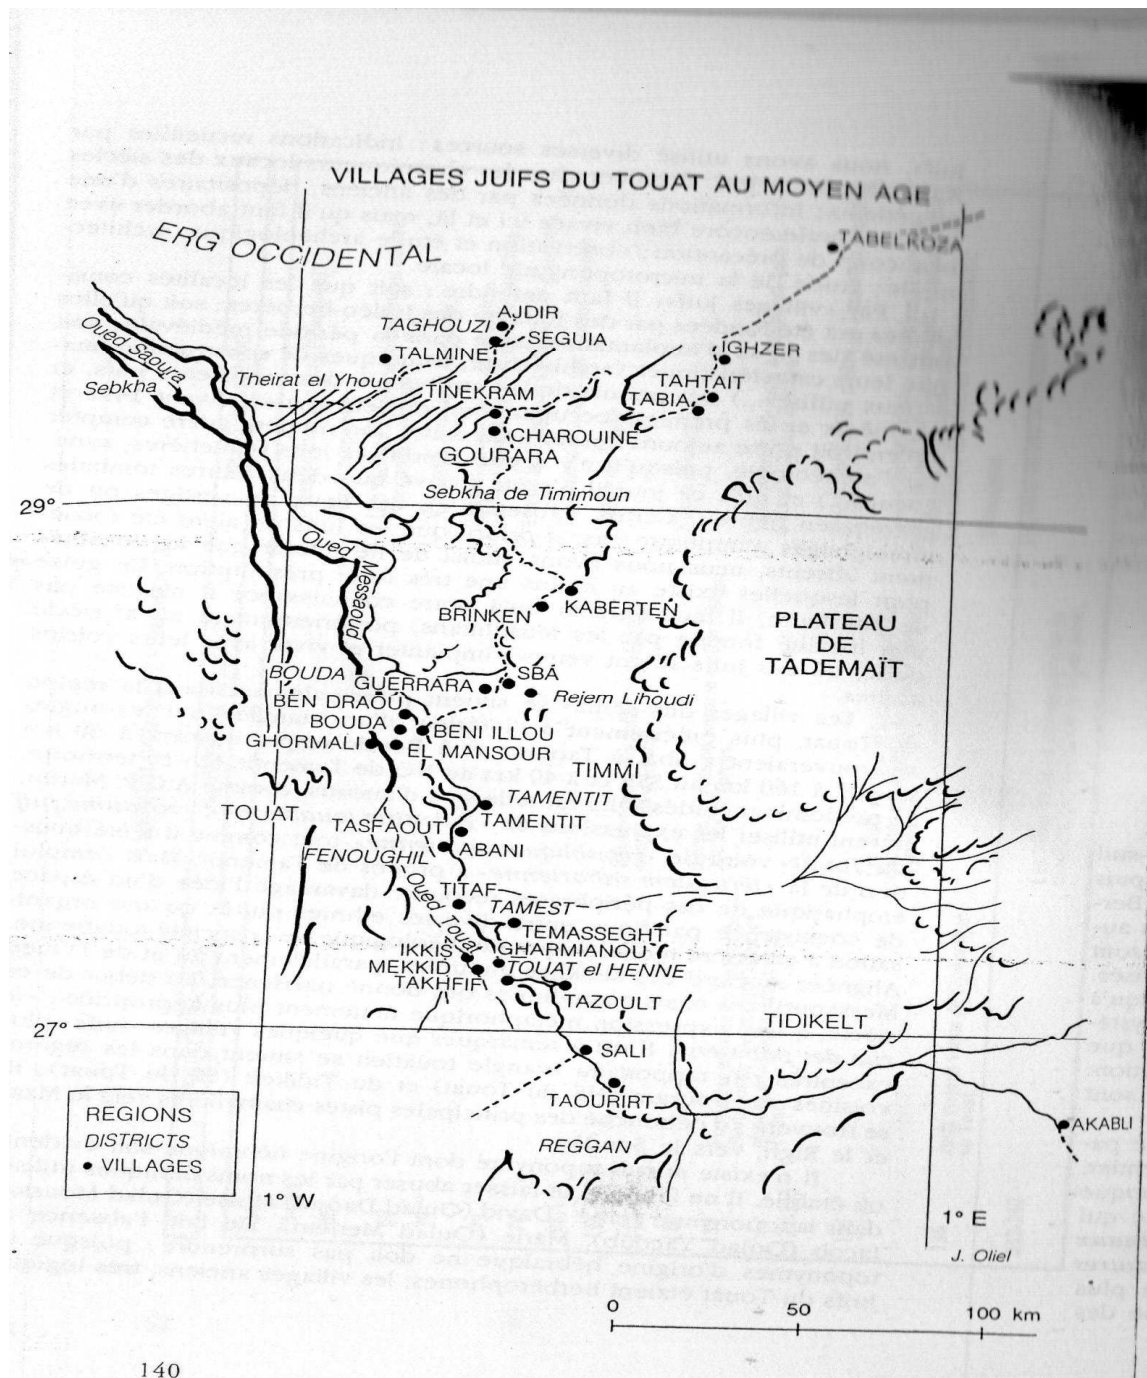 VILLAGES JUIFS DU TOUAT AU MOYEN AGE
ERG OCCIDENTAL
TABELKOZA
AJDIR
TAGHOUZI
SEGUIA
Oued Saoura
TALMINE
IGHZER
Sebkha
Theirat el Yhoud
TAHTAIT
TINEKRAM
TABIA
CHAROUINE
GOURARA
Sebkha de Timimoun
29°
Oued
Messaoud
BRINKEN
KABERTEN
PLATEAU
DE
TADEMAÏT
BOUDA
GUERRARA
SBÂ
Rejem Lihoudi
BEN DRAOU
BOUDA
BENI ILLOU
GHORMALI
EL MANSOUR
TIMMI
TAMENTIT
TOUAT
TAMENTIT
TASFAOUT
ABANI
FENOUGHIL
Oued Touat
TITAF
TAMEST
TEMASSEGHT
GHARMIANOU
IKKIS
MEKKID
TOUAT el HENNE
TAKHFIF
TAZOULT
27°
TIDIKELT
SALI
TAOURIRT
AKABLI
REGGAN
REGIONS
DISTRICTS
VILLAGES
1° W
1° E
J. Oliel
0 50 100 km
140